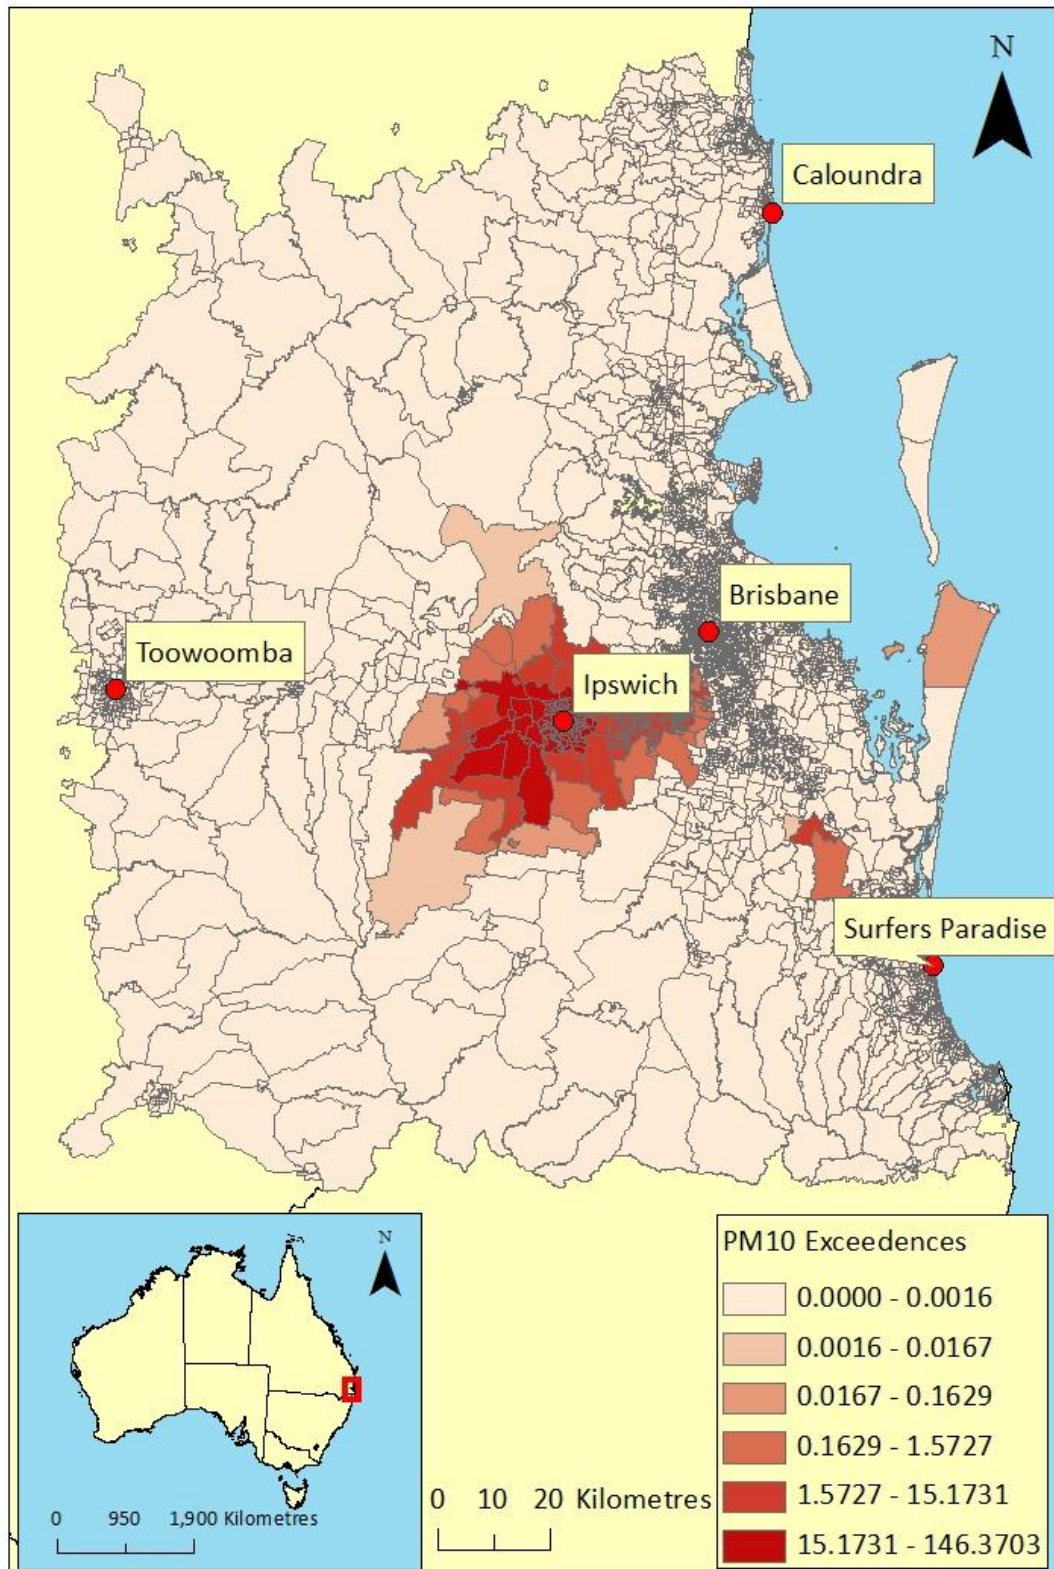 N
Caloundra
Brisbane
Toowoomba
Ipswich
Surfers Paradise
N
0 950 1,900 Kilometres
0 10 20 Kilometres
PM10 Exceedences
0.0000 - 0.0016
0.0016 - 0.0167
0.0167 - 0.1629
0.1629 - 1.5727
1.5727 - 15.1731
15.1731 - 146.3703